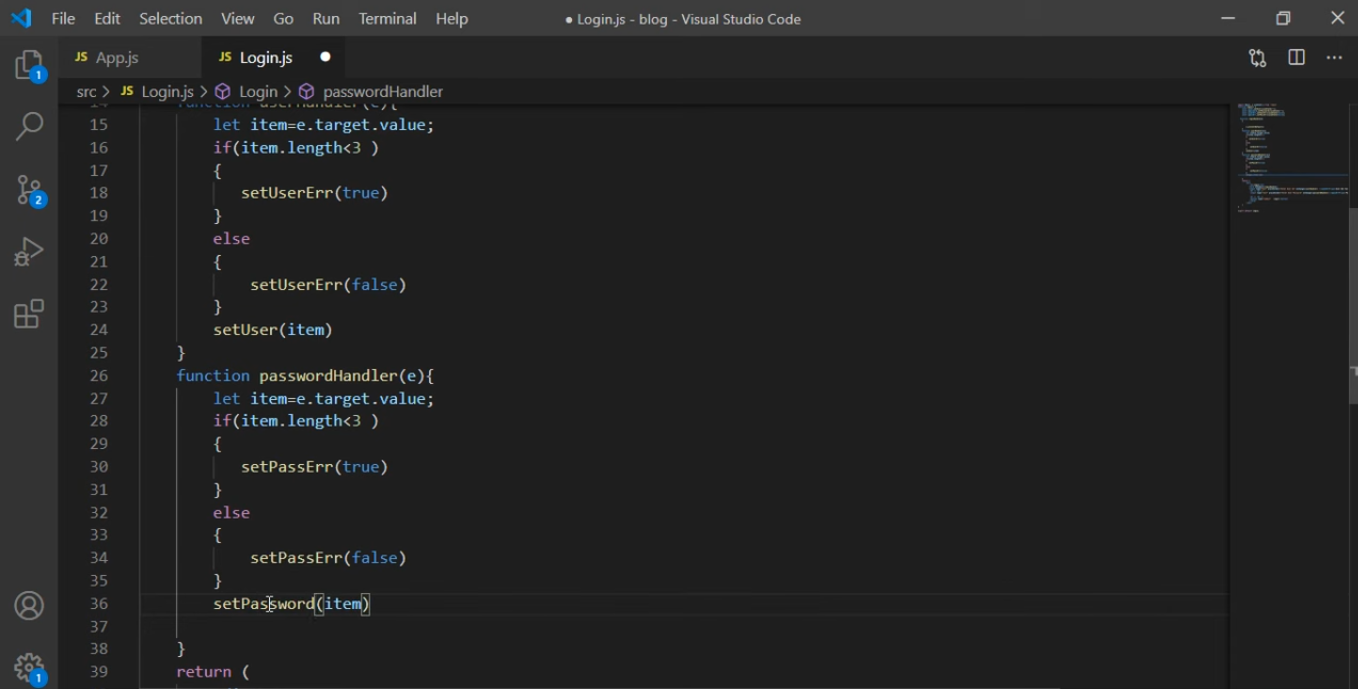 File Edit Selection View Go Run Terminal Help ● Login.js - blog - Visual Studio Code
JS App.js JS Login.js ●
src > JS Login.js > Login > passwordHandler
14 function userHandler(e){
15 let item=e.target.value;
16 if(item.length<3 )
17 {
18 setUserErr(true)
19 }
20 else
21 {
22 setUserErr(false)
23 }
24 setUser(item)
25 }
26 function passwordHandler(e){
27 let item=e.target.value;
28 if(item.length<3 )
29 {
30 setPassErr(true)
31 }
32 else
33 {
34 setPassErr(false)
35 }
36 setPassword(item)
37
38 }
39 return (
1
2
1